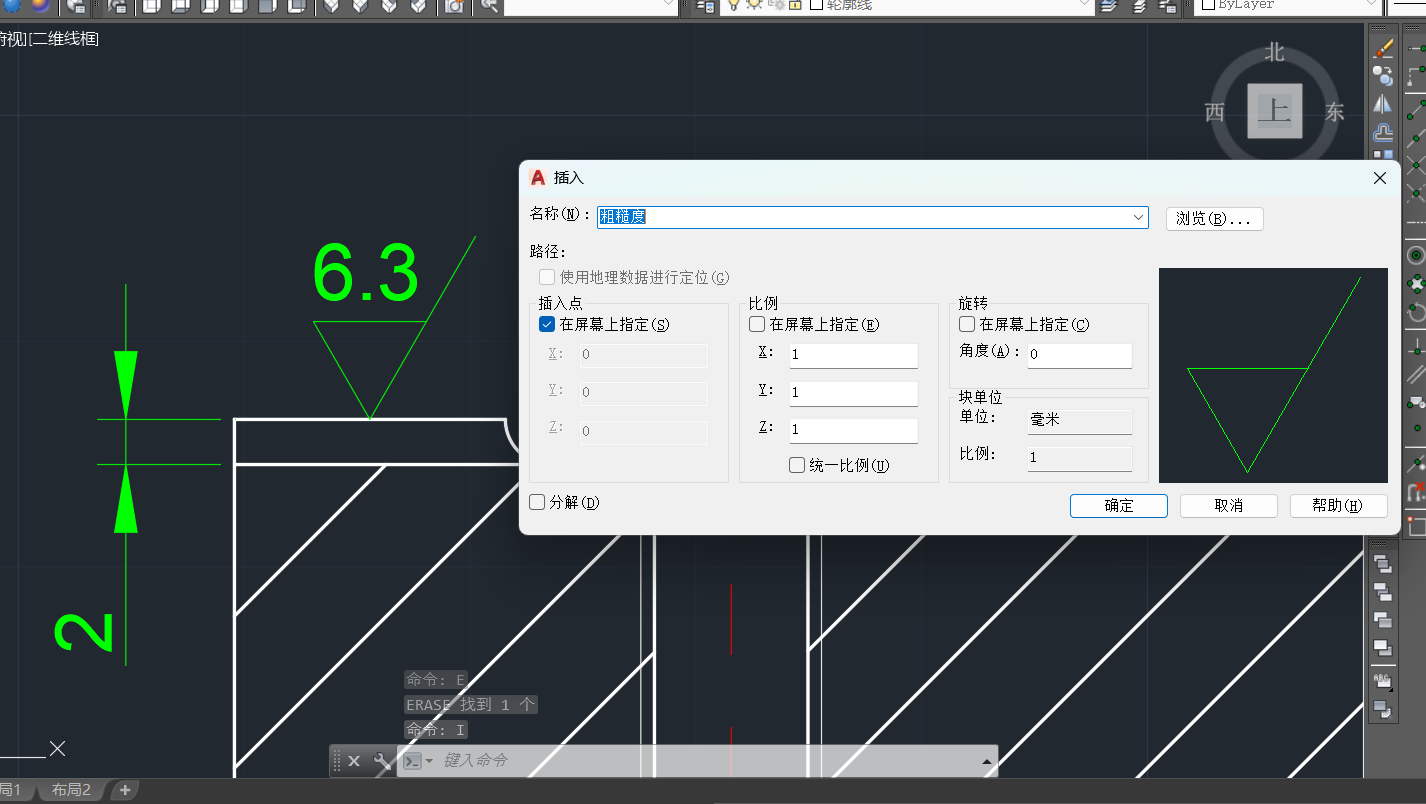 轮廓线
ByLayer
俯视][二维线框]
北
西
上
东
插入
名称(N):
粗糙度
浏览(B)...
路径:
使用地理数据进行定位(G)
插入点
在屏幕上指定(S)
X: 0
Y: 0
Z: 0
比例
在屏幕上指定(E)
X: 1
Y: 1
Z: 1
统一比例(U)
旋转
在屏幕上指定(C)
角度(A): 0
块单位
单位: 毫米
比例: 1
分解(D)
确定
取消
帮助(H)
6.3
2
命令: E
ERASE 找到 1 个
命令: I
键入命令
ABC
局1
布局2